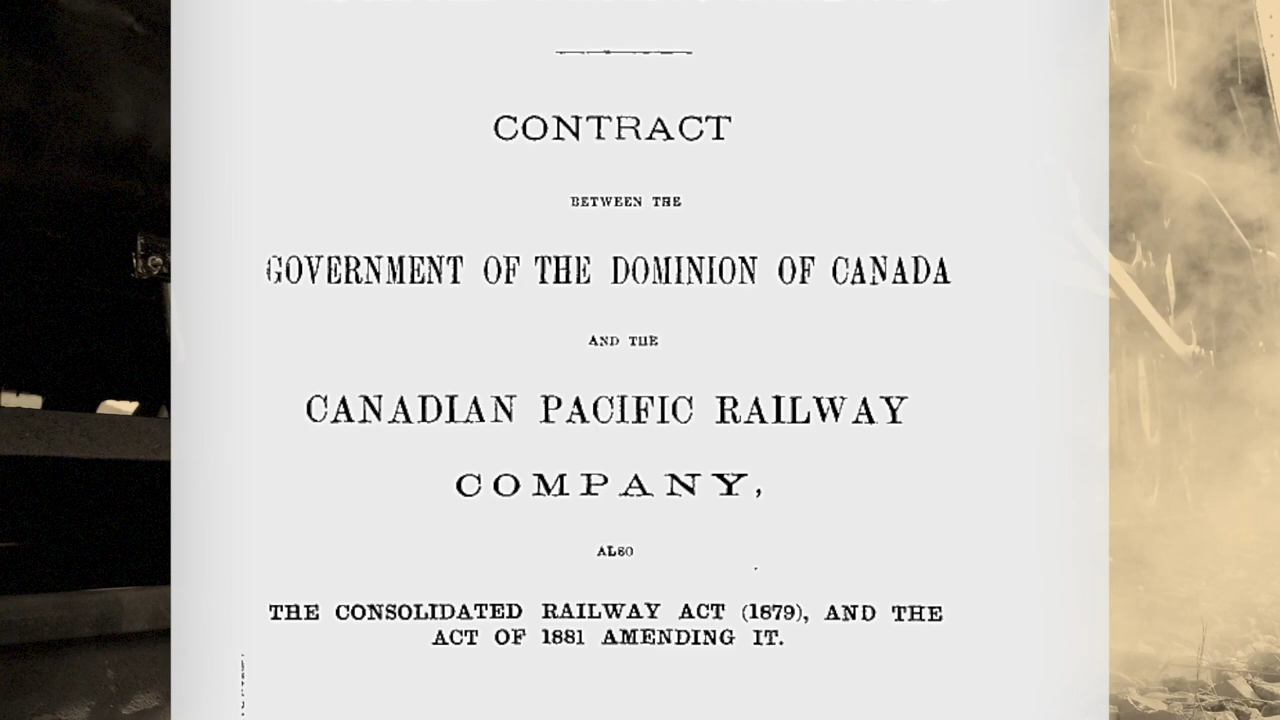 CONTRACT
BETWEEN THE
GOVERNMENT OF THE DOMINION OF CANADA
AND THE
CANADIAN PACIFIC RAILWAY
COMPANY,
ALSO
THE CONSOLIDATED RAILWAY ACT (1879), AND THE
ACT OF 1881 AMENDING IT.